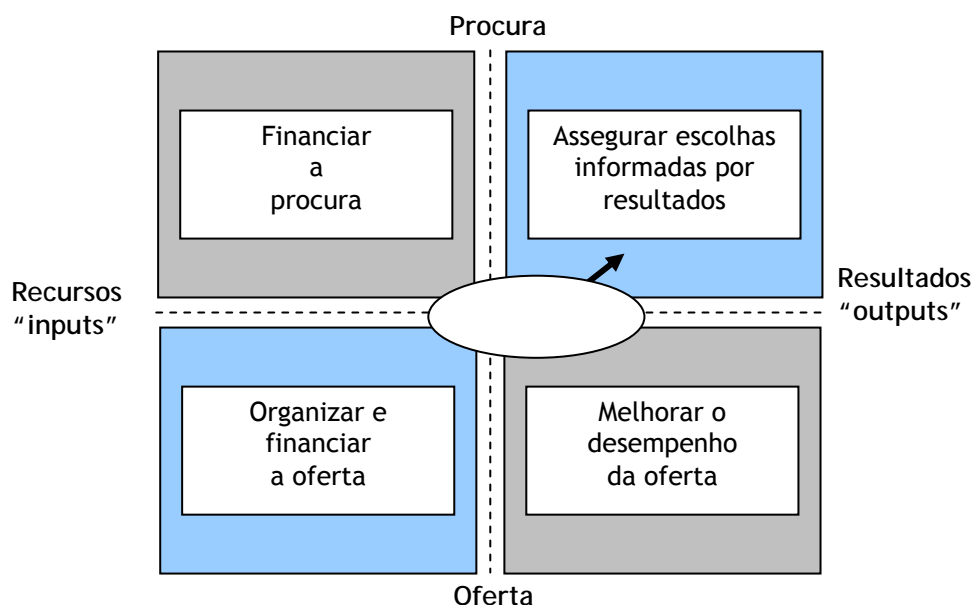 Procura
Financiar
a
procura
Assegurar escolhas
informadas por
resultados
Recursos
“inputs”
Resultados
“outputs”
Organizar e
financiar
a oferta
Melhorar o
desempenho
da oferta
Oferta